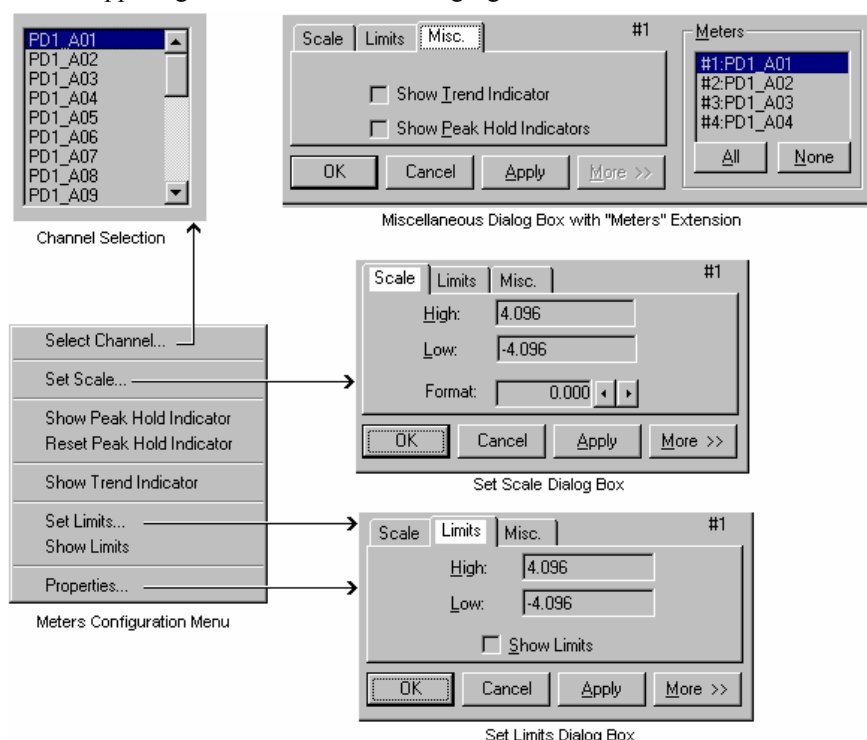 PD1_A01
PD1_A02
PD1_A03
PD1_A04
PD1_A05
PD1_A06
PD1_A07
PD1_A08
PD1_A09
Channel Selection
Scale Limits Misc. #1
Show Trend Indicator
Show Peak Hold Indicators
OK Cancel Apply More >>
Meters
#1:PD1_A01
#2:PD1_A02
#3:PD1_A03
#4:PD1_A04
All None
Miscellaneous Dialog Box with "Meters" Extension
Select Channel...
Set Scale...
Show Peak Hold Indicator
Reset Peak Hold Indicator
Show Trend Indicator
Set Limits...
Show Limits
Properties...
Meters Configuration Menu
Scale Limits Misc. #1
High: 4.096
Low: -4.096
Format: 0.000
OK Cancel Apply More >>
Set Scale Dialog Box
Scale Limits Misc. #1
High: 4.096
Low: -4.096
Show Limits
OK Cancel Apply More >>
Set Limits Dialog Box